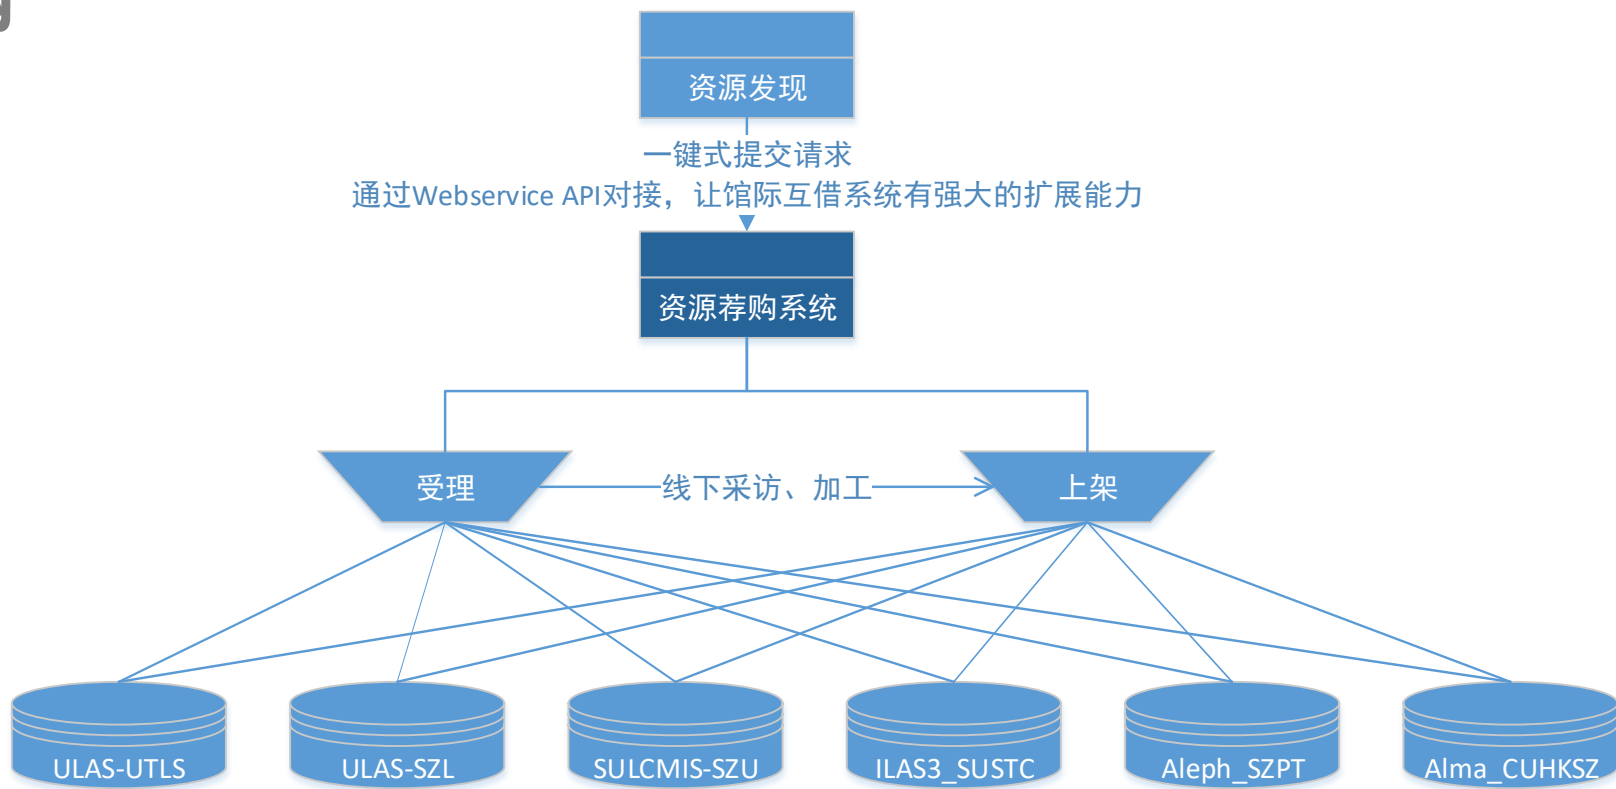 资源发现
一键式提交请求
通过Webservice API对接，让馆际互借系统有强大的扩展能力
资源荐购系统
受理
线下采访、加工
上架
ULAS-UTLS
ULAS-SZL
SULCMIS-SZU
ILAS3_SUSTC
Aleph_SZPT
Alma_CUHKSZ